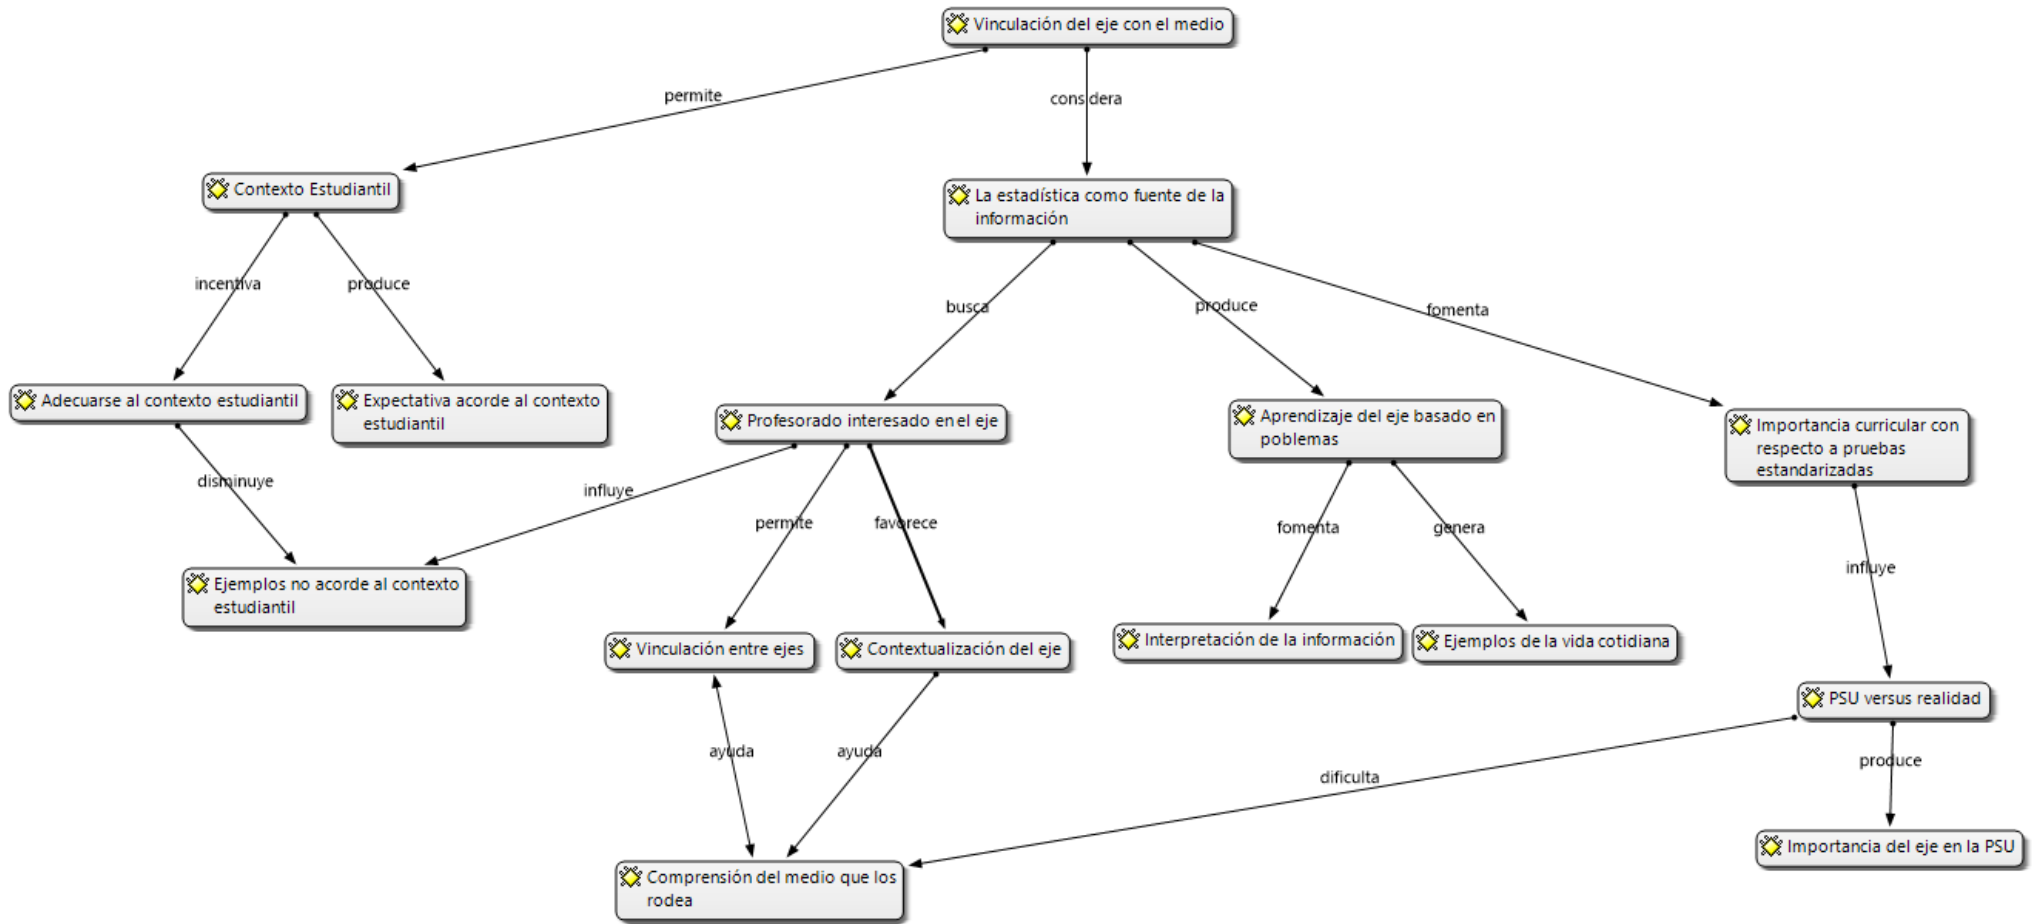 Vinculación del eje con el medio
permite
considera
Contexto Estudiantil
La estadística como fuente de la
información
incentiva
produce
busca
produce
fomenta
Adecuarse al contexto estudiantil
Expectativa acorde al contexto
estudiantil
Profesorado interesado en el eje
Aprendizaje del eje basado en
poblemas
Importancia curricular con
respecto a pruebas
estandarizadas
disminuye
influye
permite
favorece
fomenta
genera
influye
Ejemplos no acorde al contexto
estudiantil
Vinculación entre ejes
Contextualización del eje
Interpretación de la información
Ejemplos de la vida cotidiana
PSU versus realidad
ayuda
ayuda
dificulta
produce
Importancia del eje en la PSU
Comprensión del medio que los
rodea